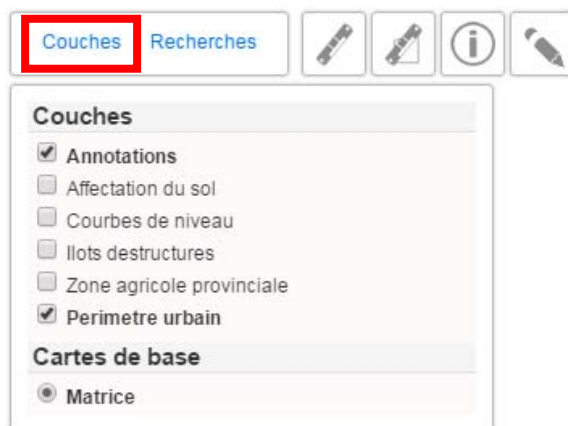 Couches Recherches
Couches
Annotations
Affectation du sol
Courbes de niveau
Ilots destructures
Zone agricole provinciale
Perimetre urbain
Cartes de base
Matrice